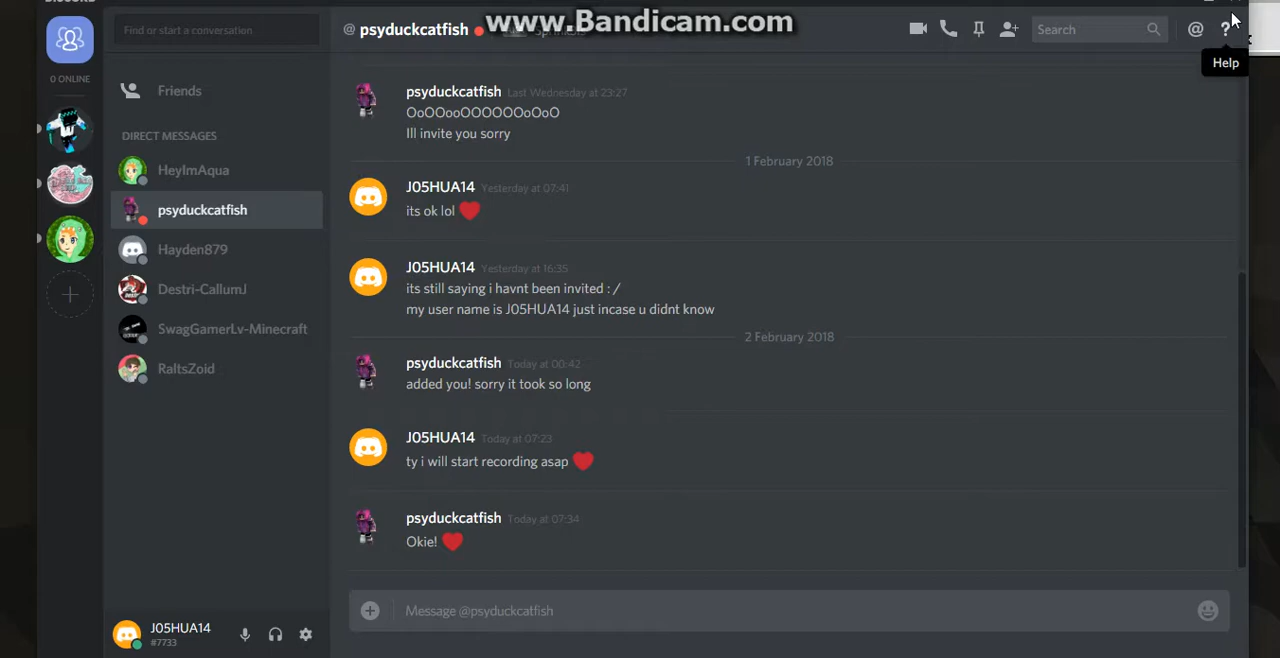 DISCORD
www.Bandicam.com
Find or start a conversation
@ psyduckcatfish
Search
@
?
Help
0 ONLINE
Friends
DIRECT MESSAGES
HeyImAqua
psyduckcatfish
Hayden879
Destri-CallumJ
SwagGamerLv-Minecraft
RaltsZoid
psyduckcatfish Last Wednesday at 23:27
OoOOooOOOOOOoOoO
Ill invite you sorry
1 February 2018
J05HUA14 Yesterday at 07:41
its ok lol
J05HUA14 Yesterday at 16:35
its still saying i havnt been invited : /
my user name is J05HUA14 just incase u didnt know
2 February 2018
psyduckcatfish Today at 00:42
added you! sorry it took so long
J05HUA14 Today at 07:23
ty i will start recording asap
psyduckcatfish Today at 07:34
Okie!
Message @psyduckcatfish
J05HUA14
#7733